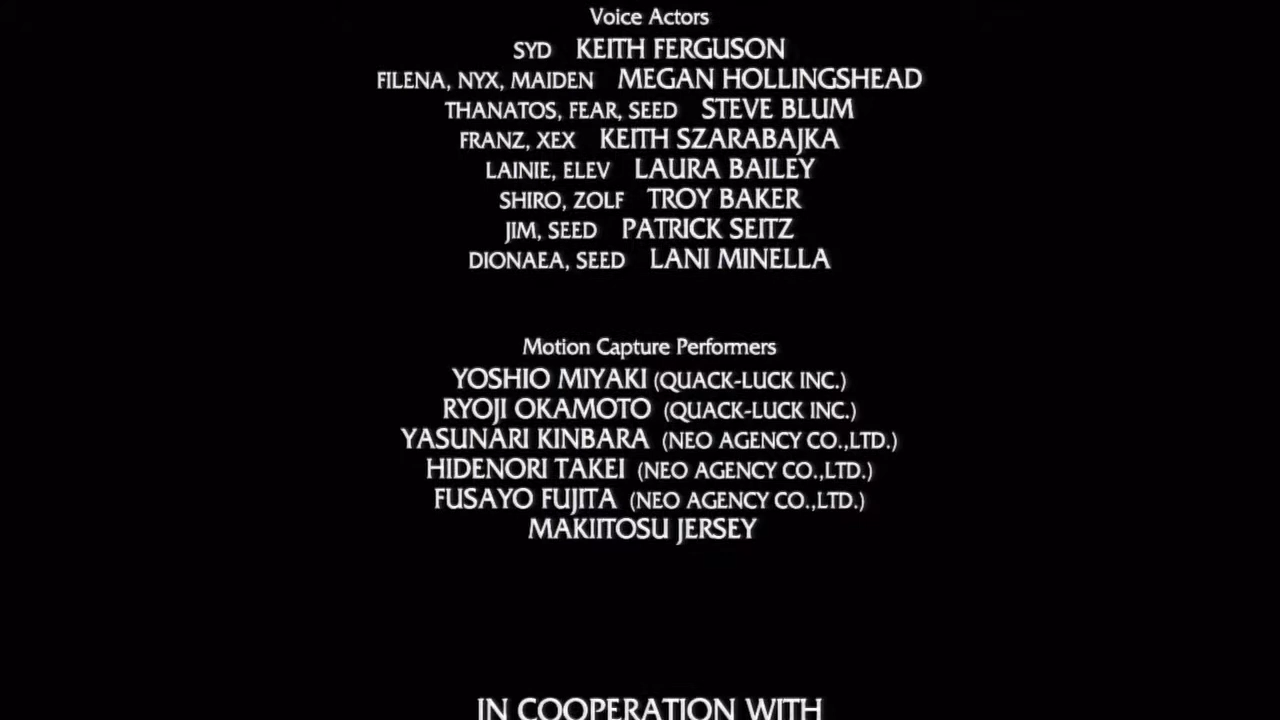 Voice Actors
SYD KEITH FERGUSON
FILENA, NYX, MAIDEN MEGAN HOLLINGSHEAD
THANATOS, FEAR, SEED STEVE BLUM
FRANZ, XEX KEITH SZARABAJKA
LAINIE, ELEV LAURA BAILEY
SHIRO, ZOLF TROY BAKER
JIM, SEED PATRICK SEITZ
DIONAEA, SEED LANI MINELLA
Motion Capture Performers
YOSHIO MIYAKI (QUACK-LUCK INC.)
RYOJI OKAMOTO (QUACK-LUCK INC.)
YASUNARI KINBARA (NEO AGENCY CO.,LTD.)
HIDENORI TAKEI (NEO AGENCY CO.,LTD.)
FUSAYO FUJITA (NEO AGENCY CO.,LTD.)
MAKIITOSU JERSEY
IN COOPERATION WITH